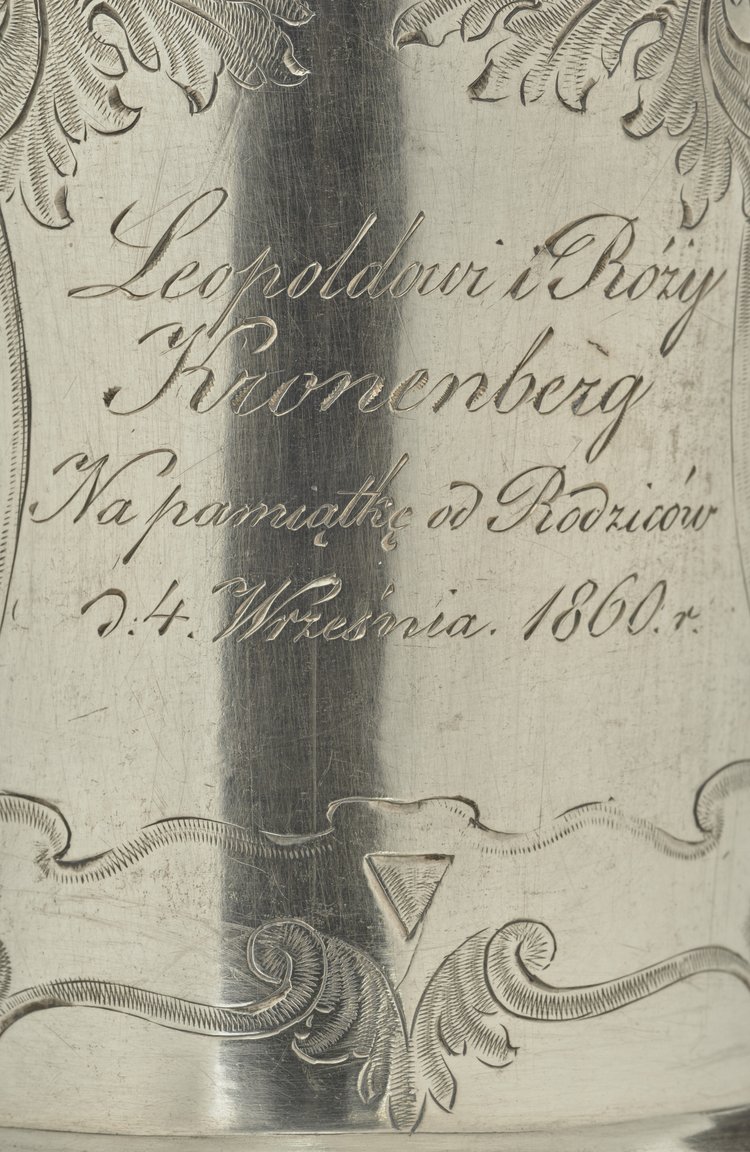 Leopoldowi i Róży
Kronenberg
Na pamiątkę od Rodziców
d: 4. Września. 1860. r.